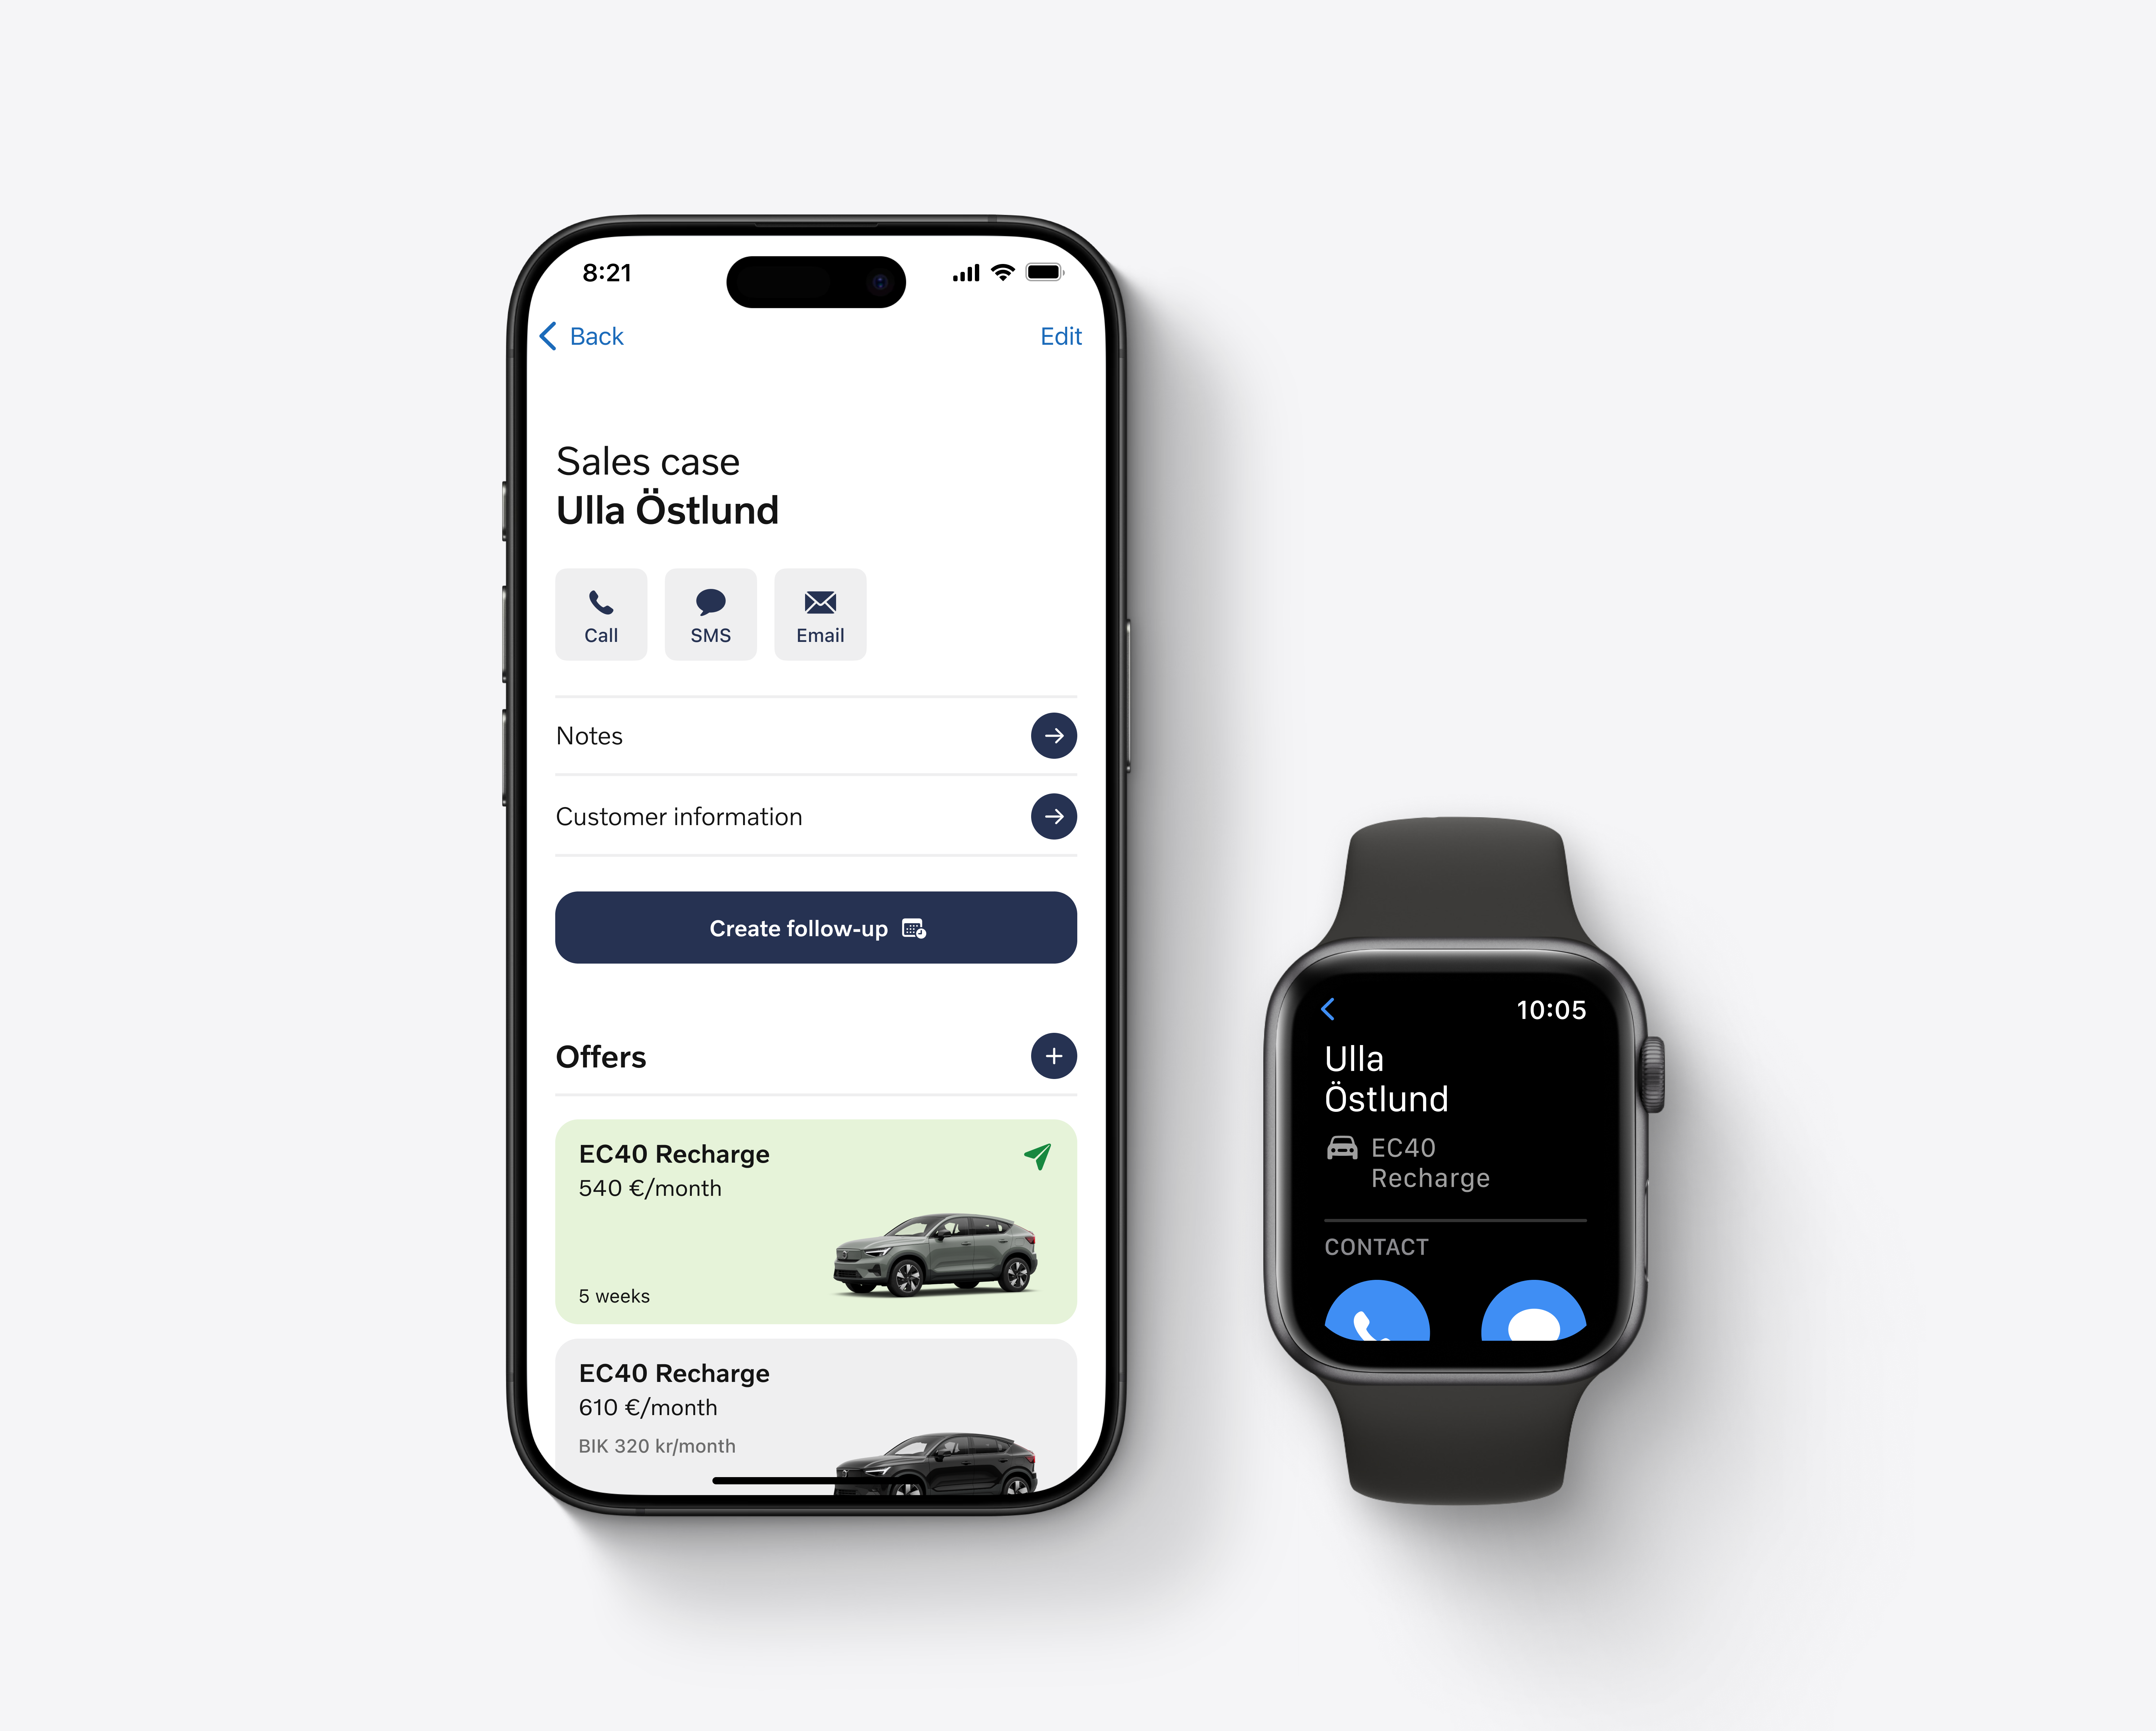 8:21
Back
Edit
Sales case
Ulla Östlund
Call
SMS
Email
Notes
Customer information
Create follow-up
Offers
EC40 Recharge
540 €/month
5 weeks
EC40 Recharge
610 €/month
BIK 320 kr/month
10:05
Ulla
Östlund
EC40
Recharge
CONTACT